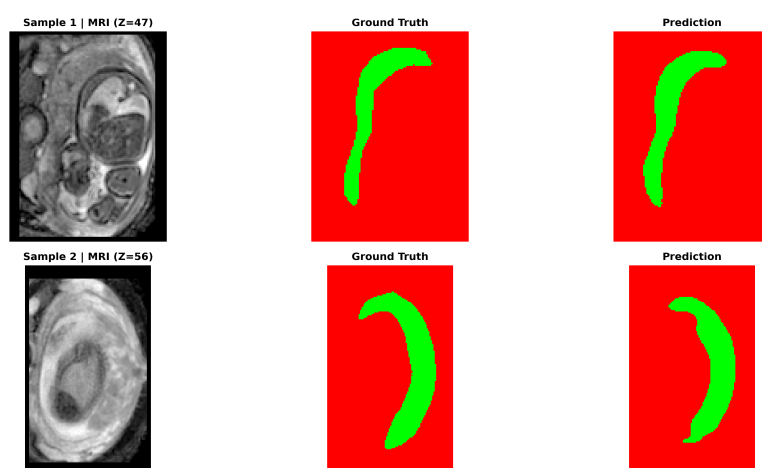 Sample 1 | MRI (Z=47)
Ground Truth
Prediction
Sample 2 | MRI (Z=56)
Ground Truth
Prediction